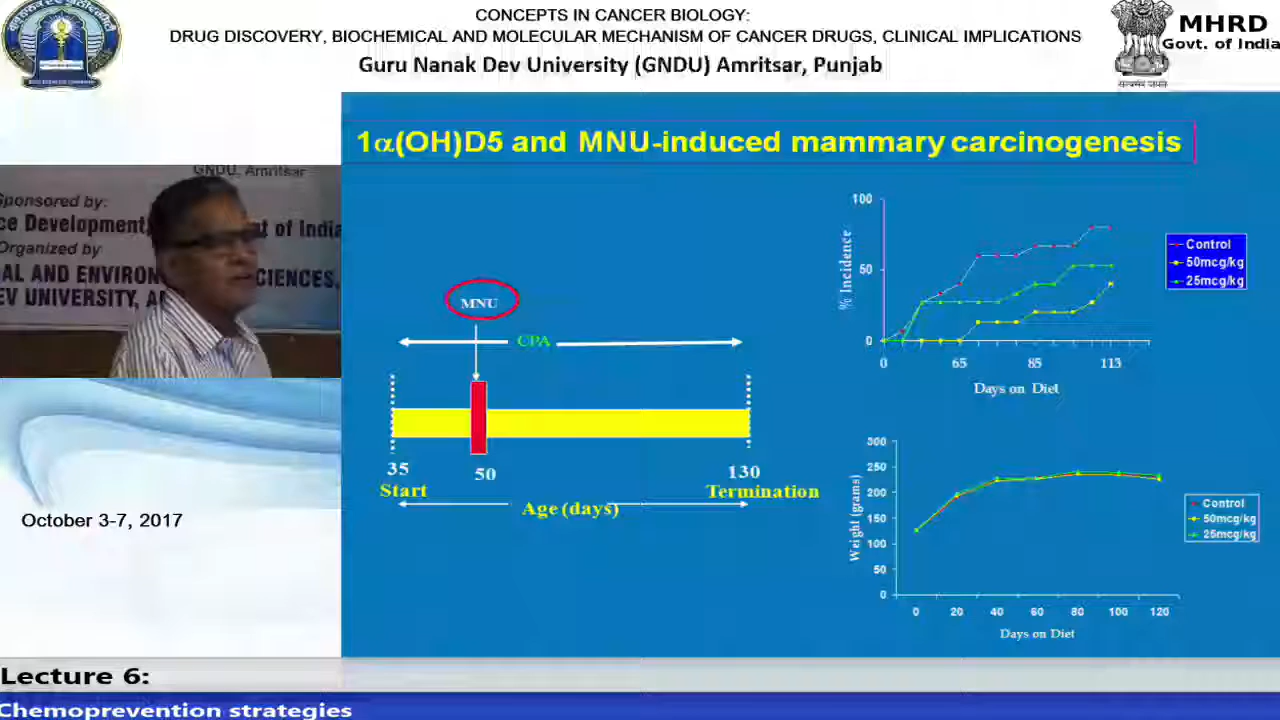 CONCEPTS IN CANCER BIOLOGY:
DRUG DISCOVERY, BIOCHEMICAL AND MOLECULAR MECHANISM OF CANCER DRUGS, CLINICAL IMPLICATIONS
Guru Nanak Dev University (GNDU) Amritsar, Punjab
MHRD
Govt. of India
सत्यमेव जयते
1α(OH)D5 and MNU-induced mammary carcinogenesis
GNDU, Amritsar
ponsored by:
ce Development, t of India
Organized by
AL AND ENVIRON CIENCES,
EV UNIVERSITY, A
MNU
CPA
35
50
130
Start
Termination
Age (days)
% Incidence
100
50
0
0 65 85 113
Days on Diet
Control
50mcg/kg
25mcg/kg
Weight (grams)
300
250
200
150
100
50
0
0 20 40 60 80 100 120
Days on Diet
Control
50mcg/kg
25mcg/kg
October 3-7, 2017
Lecture 6:
Chemoprevention strategies